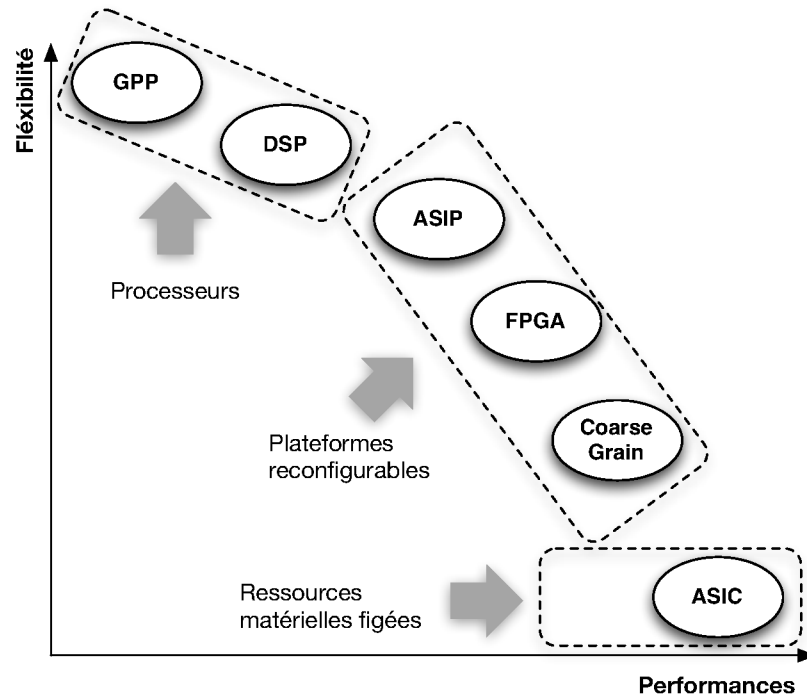 Fléxibilité
GPP
DSP
ASIP
Processeurs
FPGA
Plateformes
reconfigurables
Coarse
Grain
Ressources
matérielles figées
ASIC
Performances